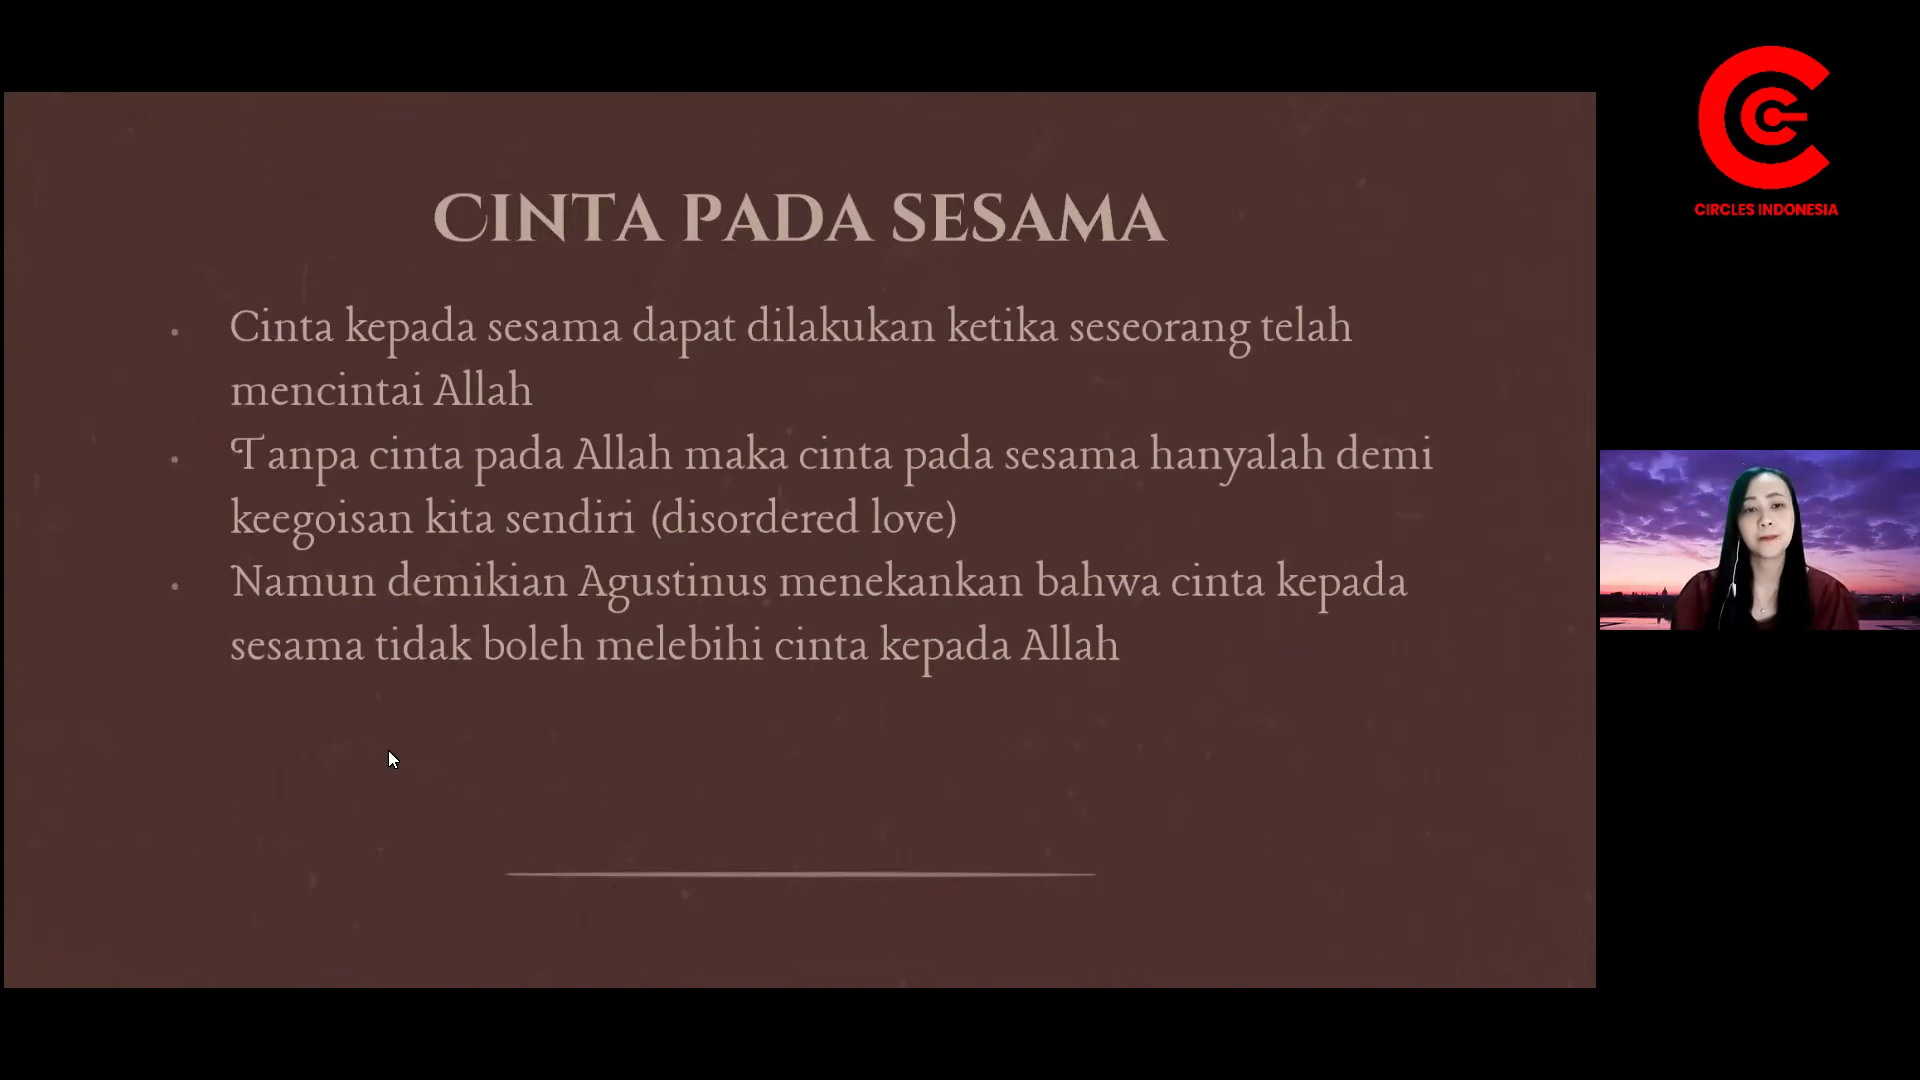 CINTA PADA SESAMA
• Cinta kepada sesama dapat dilakukan ketika seseorang telah
mencintai Allah
• Tanpa cinta pada Allah maka cinta pada sesama hanyalah demi
keegoisan kita sendiri (disordered love)
• Namun demikian Agustinus menekankan bahwa cinta kepada
sesama tidak boleh melebihi cinta kepada Allah
CIRCLES INDONESIA